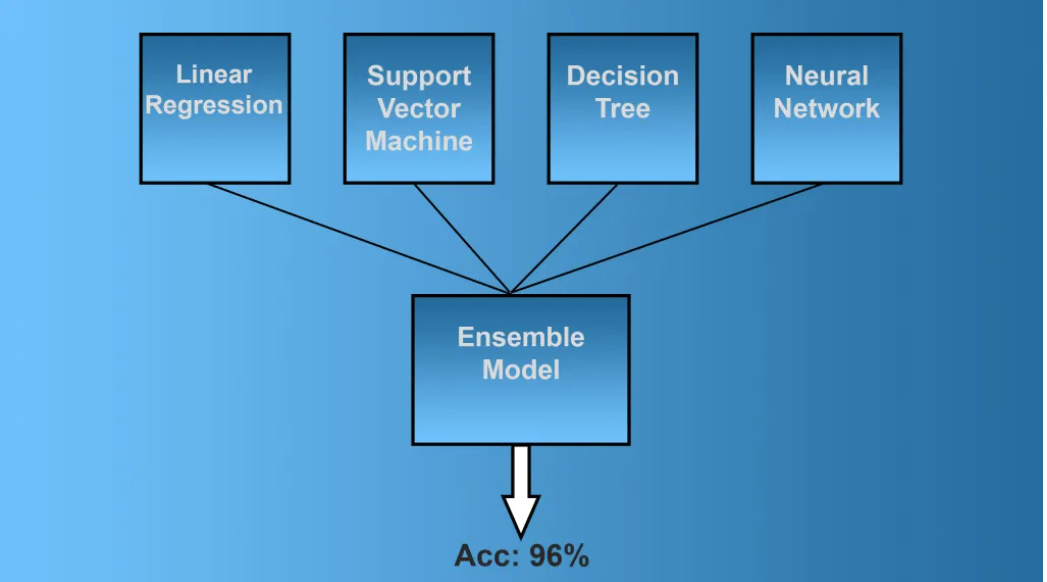 Linear
Regression
Support
Vector
Machine
Decision
Tree
Neural
Network
Ensemble
Model
Acc: 96%